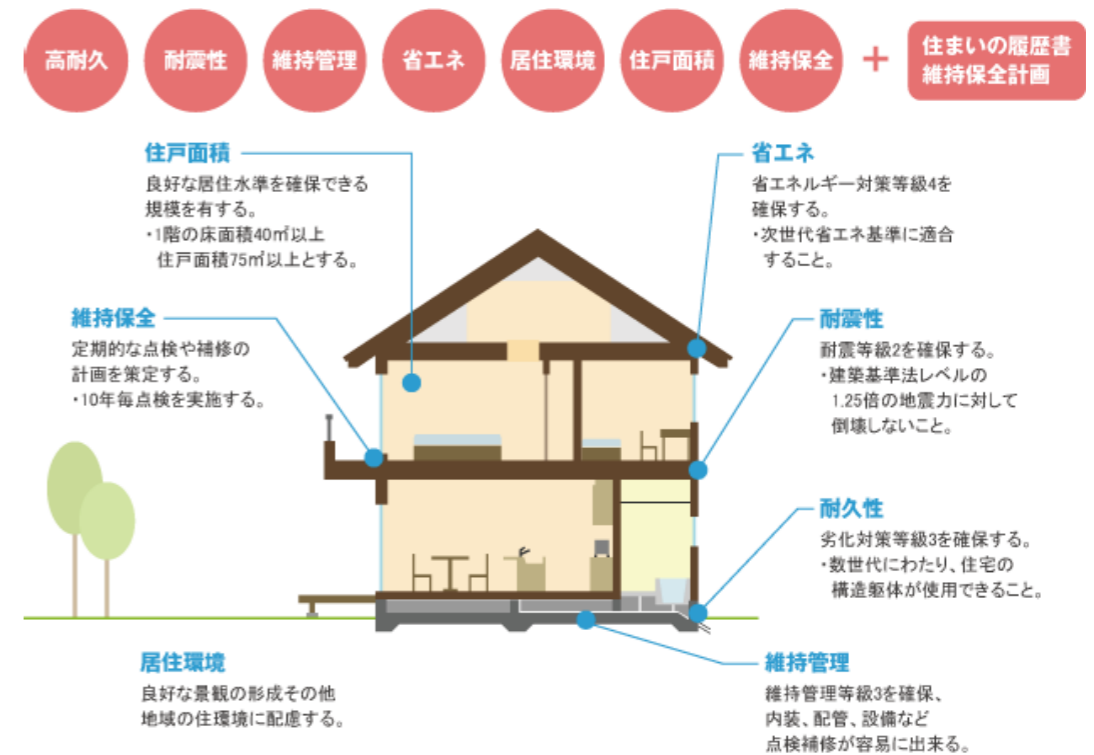 高耐久
耐震性
維持管理
省エネ
居住環境
住戸面積
維持保全
+
住まいの履歴書
維持保全計画
住戸面積
良好な居住水準を確保できる
規模を有する。
・1階の床面積40㎡以上
住戸面積75㎡以上とする。
省エネ
省エネルギー対策等級4を
確保する。
・次世代省エネ基準に適合
すること。
維持保全
定期的な点検や補修の
計画を策定する。
・10年毎点検を実施する。
耐震性
耐震等級2を確保する。
・建築基準法レベルの
1.25倍の地震力に対して
倒壊しないこと。
耐久性
劣化対策等級3を確保する。
・数世代にわたり、住宅の
構造躯体が使用できること。
居住環境
良好な景観の形成その他
地域の住環境に配慮する。
維持管理
維持管理等級3を確保、
内装、配管、設備など
点検補修が容易に出来る。